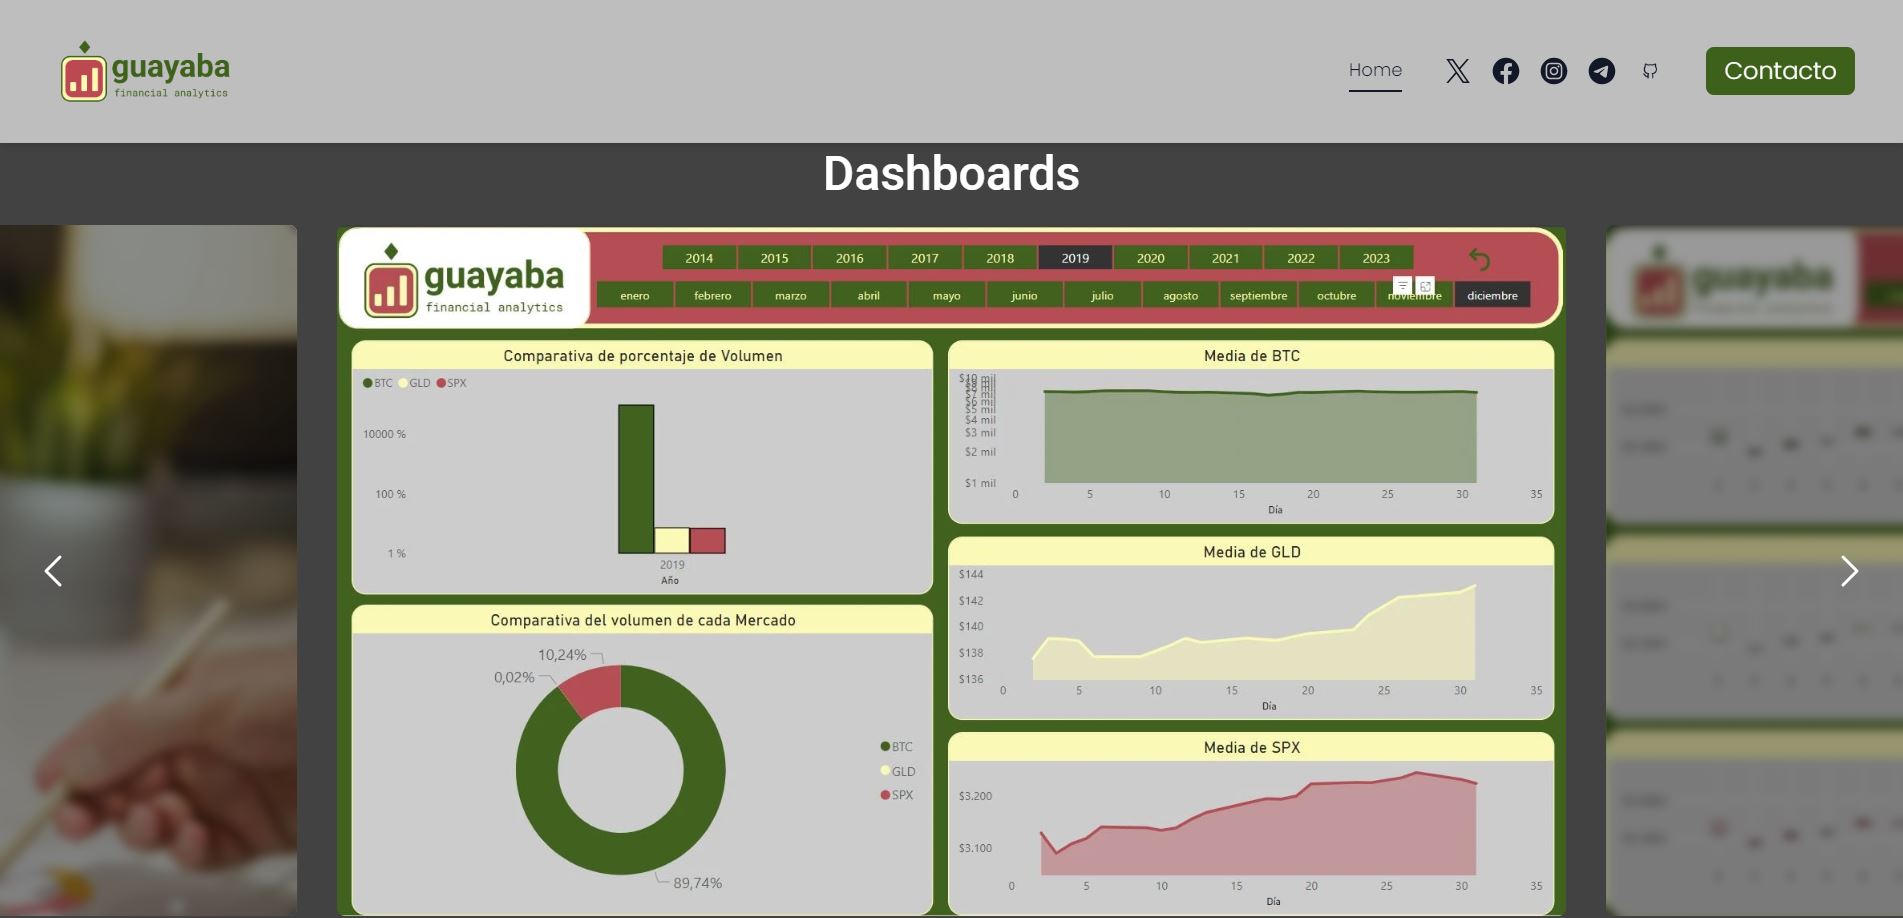 guayaba
financial analytics
Home
Contacto
Dashboards
guayaba
financial analytics
2014 2015 2016 2017 2018 2019 2020 2021 2022 2023
enero febrero marzo abril mayo junio julio agosto septiembre octubre noviembre diciembre
Comparativa de porcentaje de Volumen
BTC GLD SPX
10000 %
100 %
1 %
2019
Año
Comparativa del volumen de cada Mercado
10,24%
0,02%
89,74%
BTC
GLD
SPX
Media de BTC
$10 mil
$9 mil
$8 mil
$7 mil
$6 mil
$5 mil
$4 mil
$3 mil
$2 mil
$1 mil
0 5 10 15 20 25 30 35
Día
Media de GLD
$144
$142
$140
$138
$136
0 5 10 15 20 25 30 35
Día
Media de SPX
$3.200
$3.100
0 5 10 15 20 25 30 35
Día
guayaba